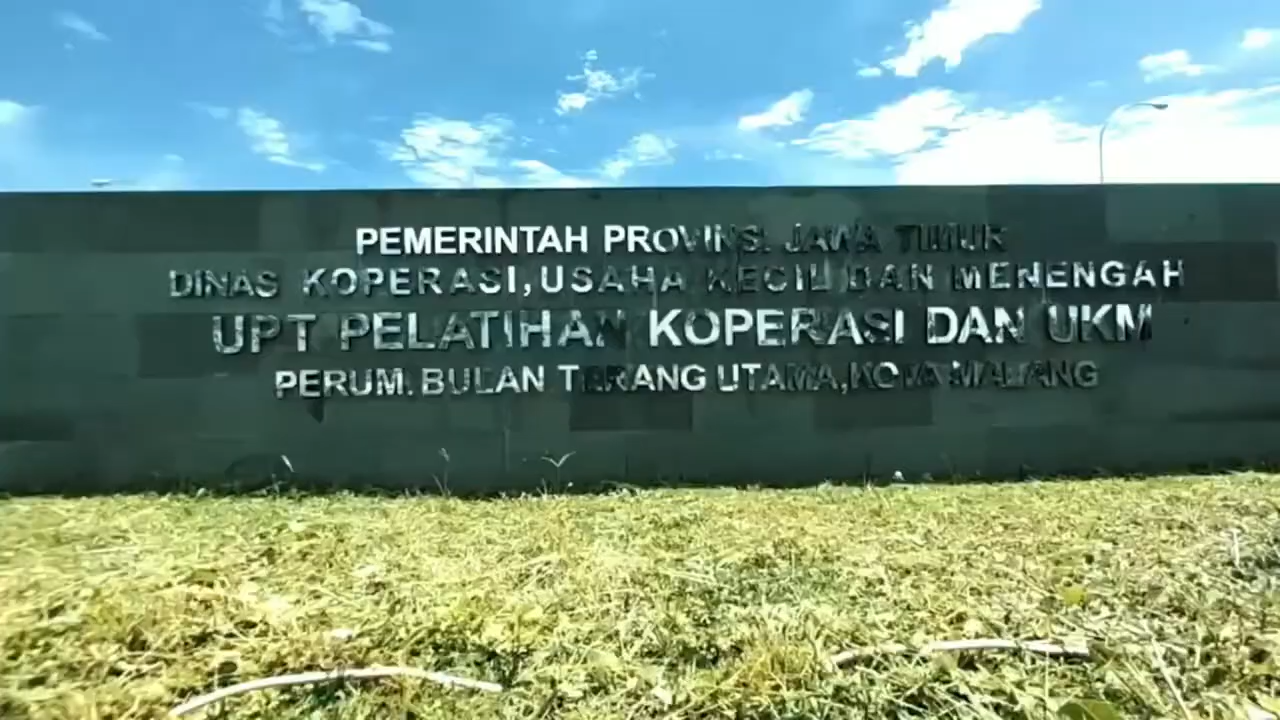 PEMERINTAH PROVINSI JAWA TIMUR
DINAS KOPERASI, USAHA KECIL DAN MENENGAH
UPT PELATIHAN KOPERASI DAN UKM
PERUM. BULAN TERANG UTAMA, KOTA MALANG